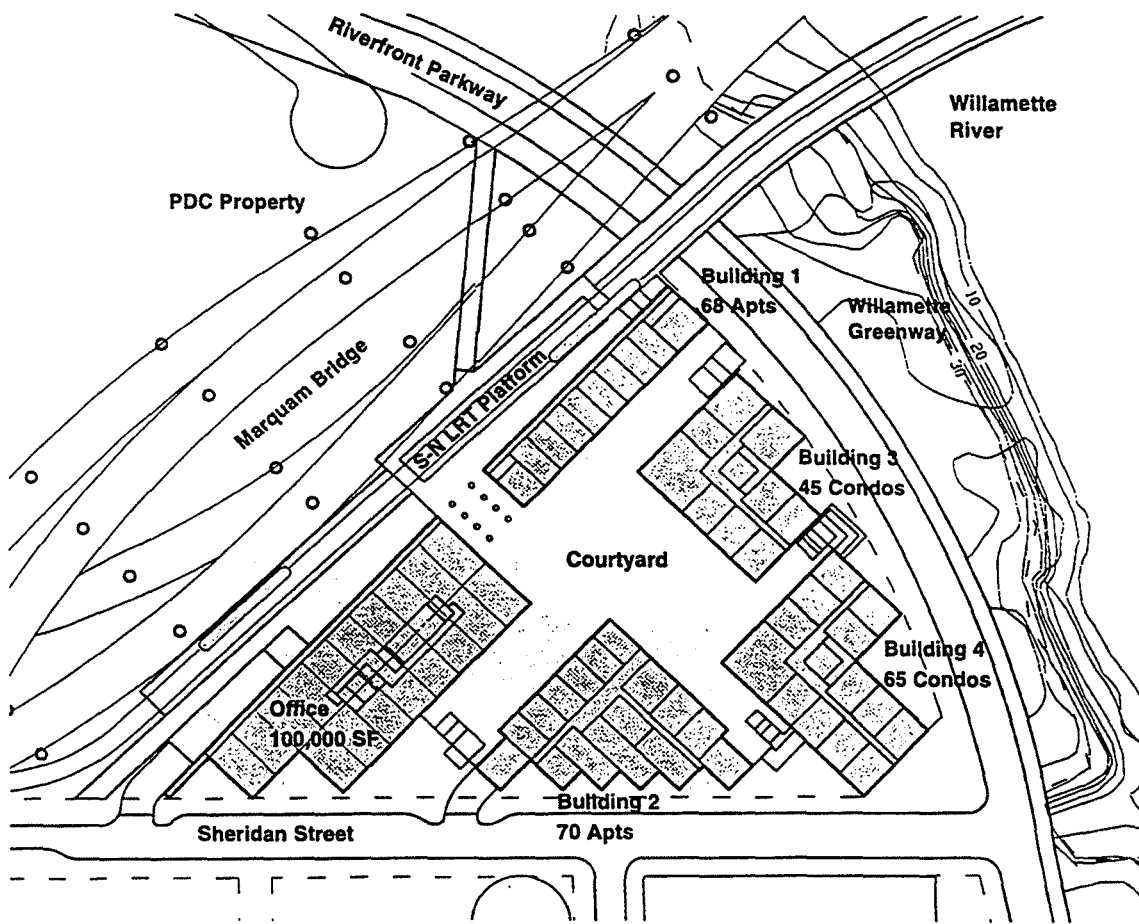 Riverfront Parkway
Willamette
River
PDC Property
Building 1
68 Apts
Willamette
Greenway
10
20
30
Marquam Bridge
S-N LRT Platform
Building 3
45 Condos
Courtyard
Building 4
65 Condos
Office
100,000 SF
Building 2
70 Apts
Sheridan Street